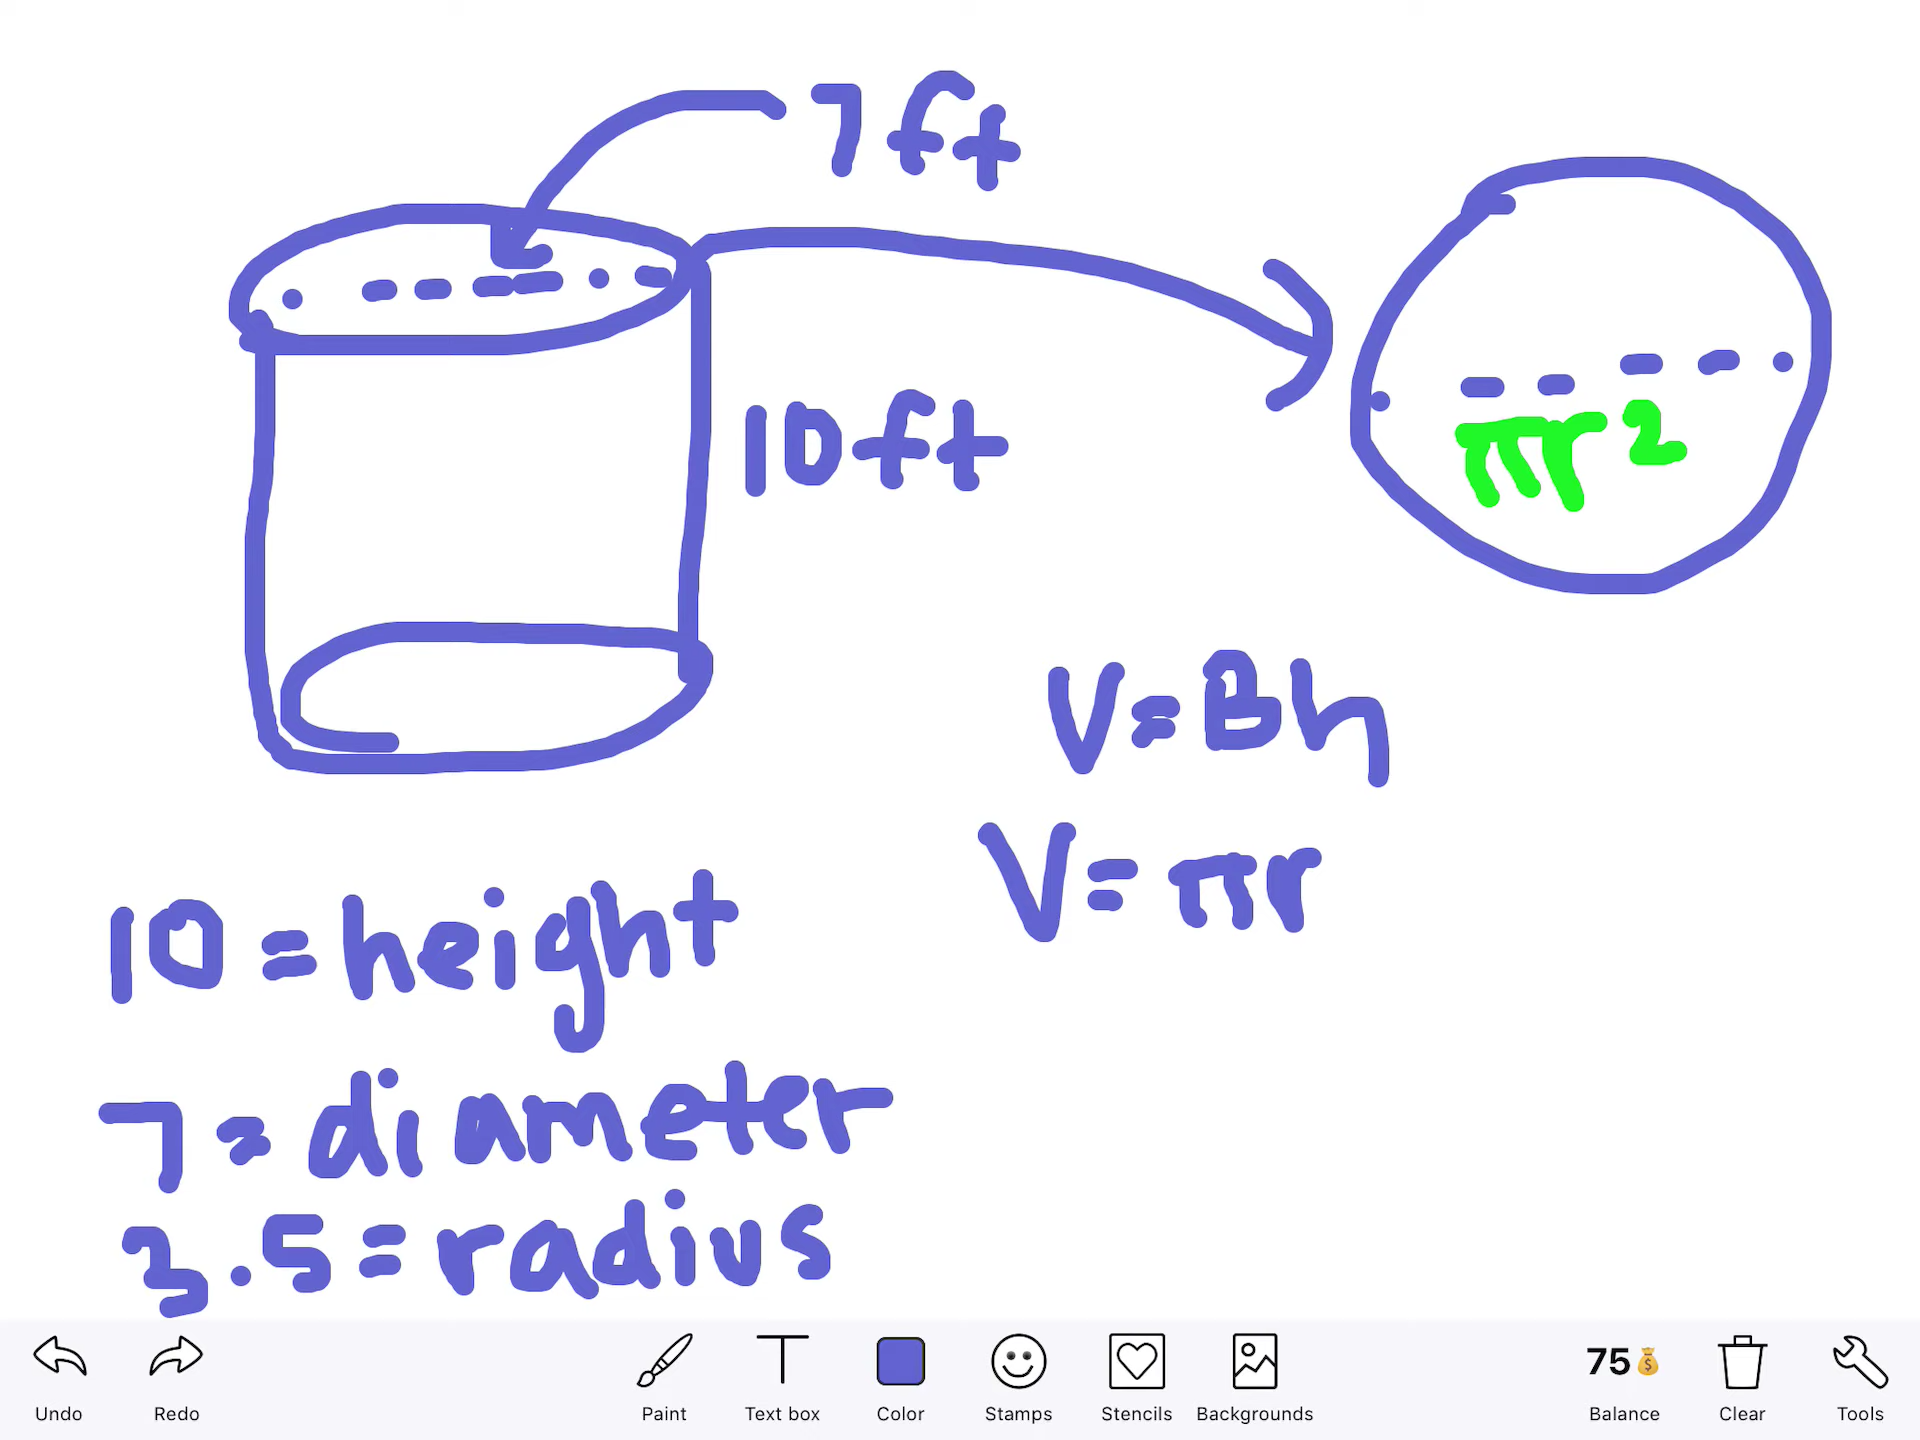 7ft
10ft
πr²
V=Bh
V=πr
10=height
7=diameter
3.5=radius
Undo
Redo
Paint
Text box
Color
Stamps
Stencils
Backgrounds
75💰
Balance
Clear
Tools